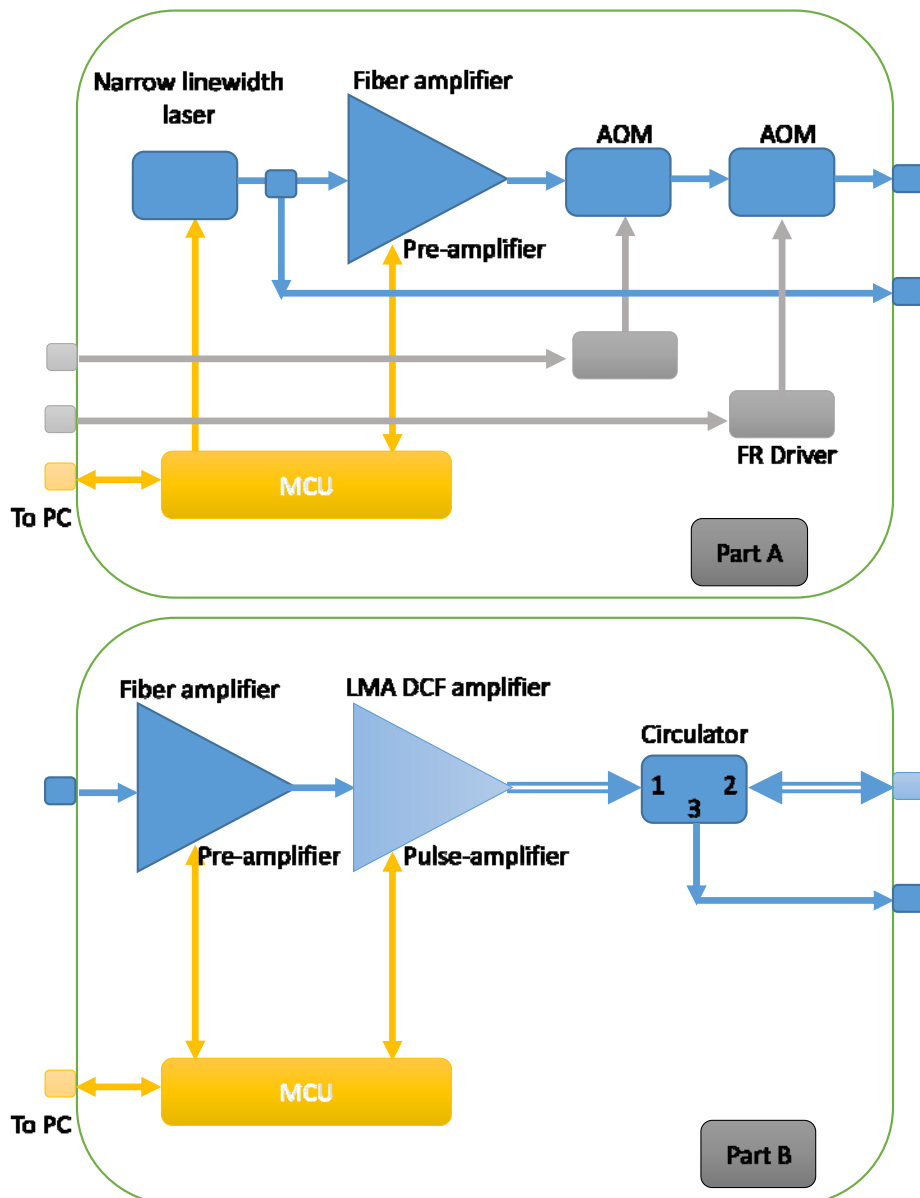 Narrow linewidth
laser
Fiber amplifier
AOM
AOM
Pre-amplifier
FR Driver
MCU
To PC
Part A
Fiber amplifier
LMA DCF amplifier
Circulator
1
2
3
Pre-amplifier
Pulse-amplifier
MCU
To PC
Part B